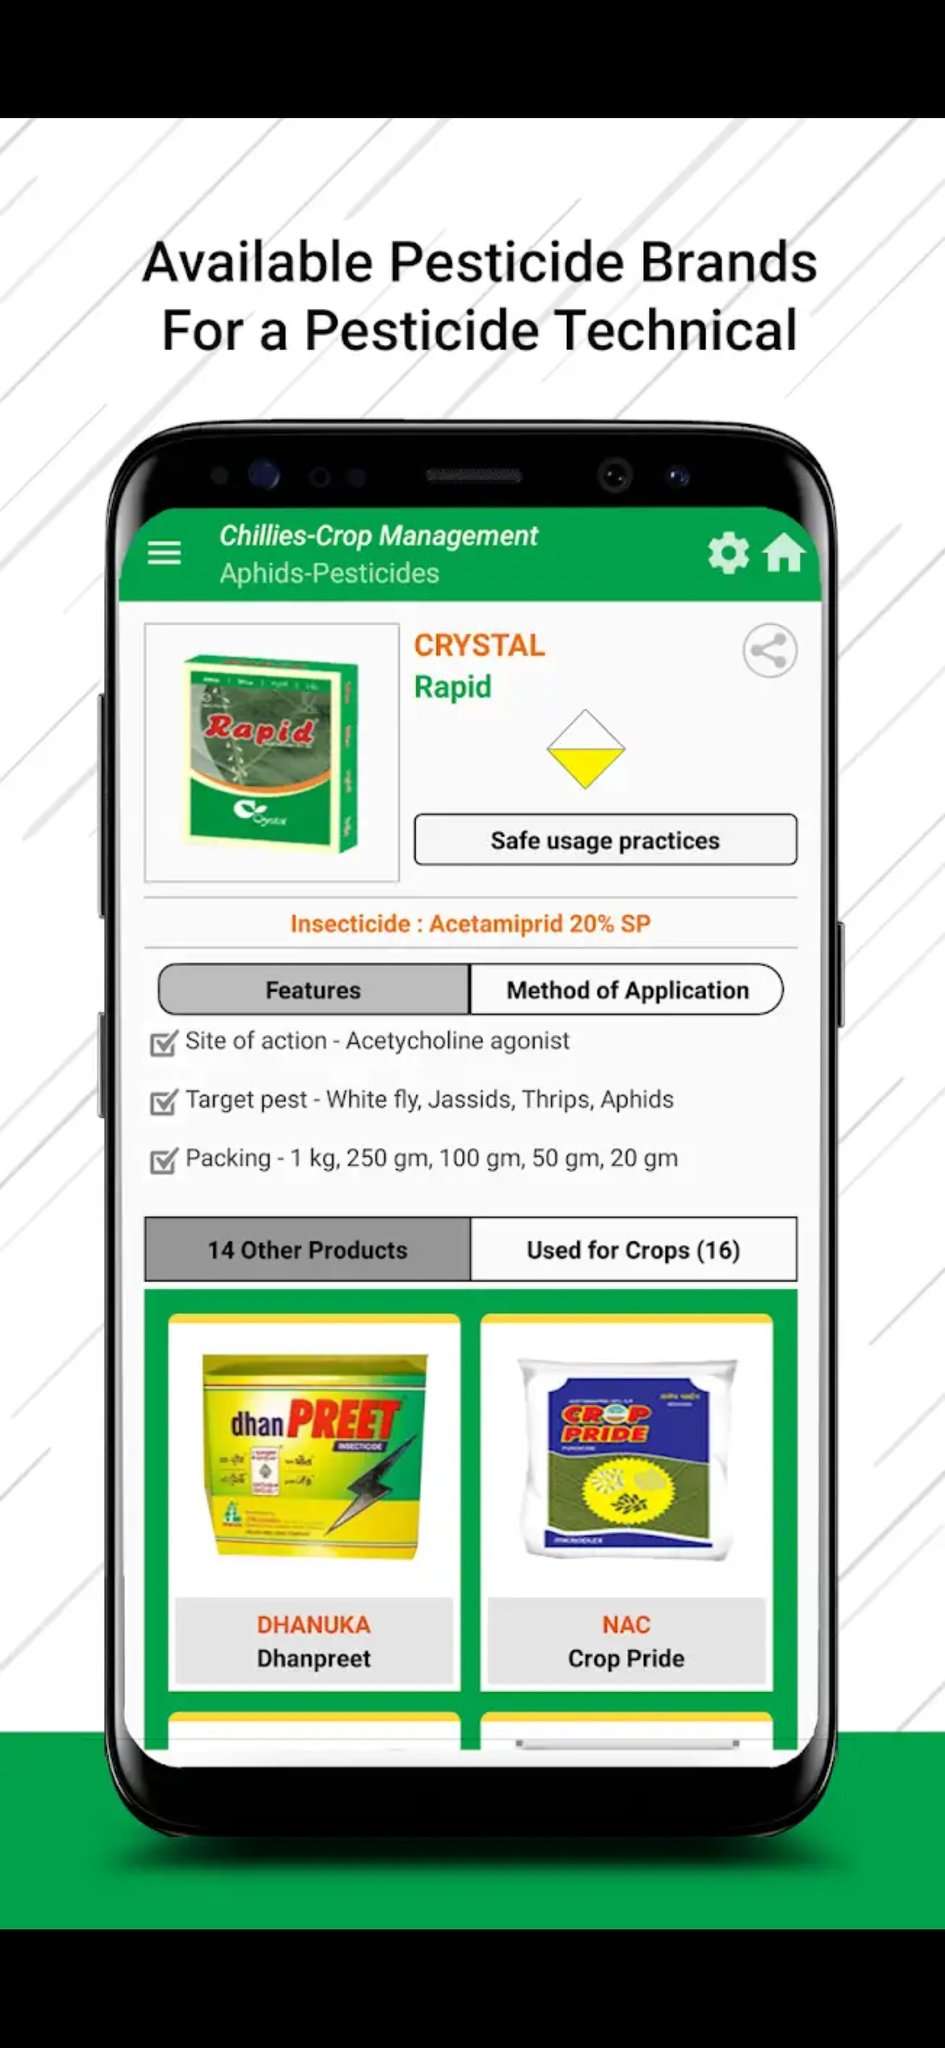 Available Pesticide Brands
For a Pesticide Technical
Chillies-Crop Management
Aphids-Pesticides
CRYSTAL
Rapid
Rapid
Crystal
Safe usage practices
Insecticide : Acetamiprid 20% SP
Features
Method of Application
Site of action - Acetycholine agonist
Target pest - White fly, Jassids, Thrips, Aphids
Packing - 1 kg, 250 gm, 100 gm, 50 gm, 20 gm
14 Other Products
Used for Crops (16)
dhan PREET
INSECTICIDE
CROP
PRIDE
DHANUKA
Dhanpreet
NAC
Crop Pride